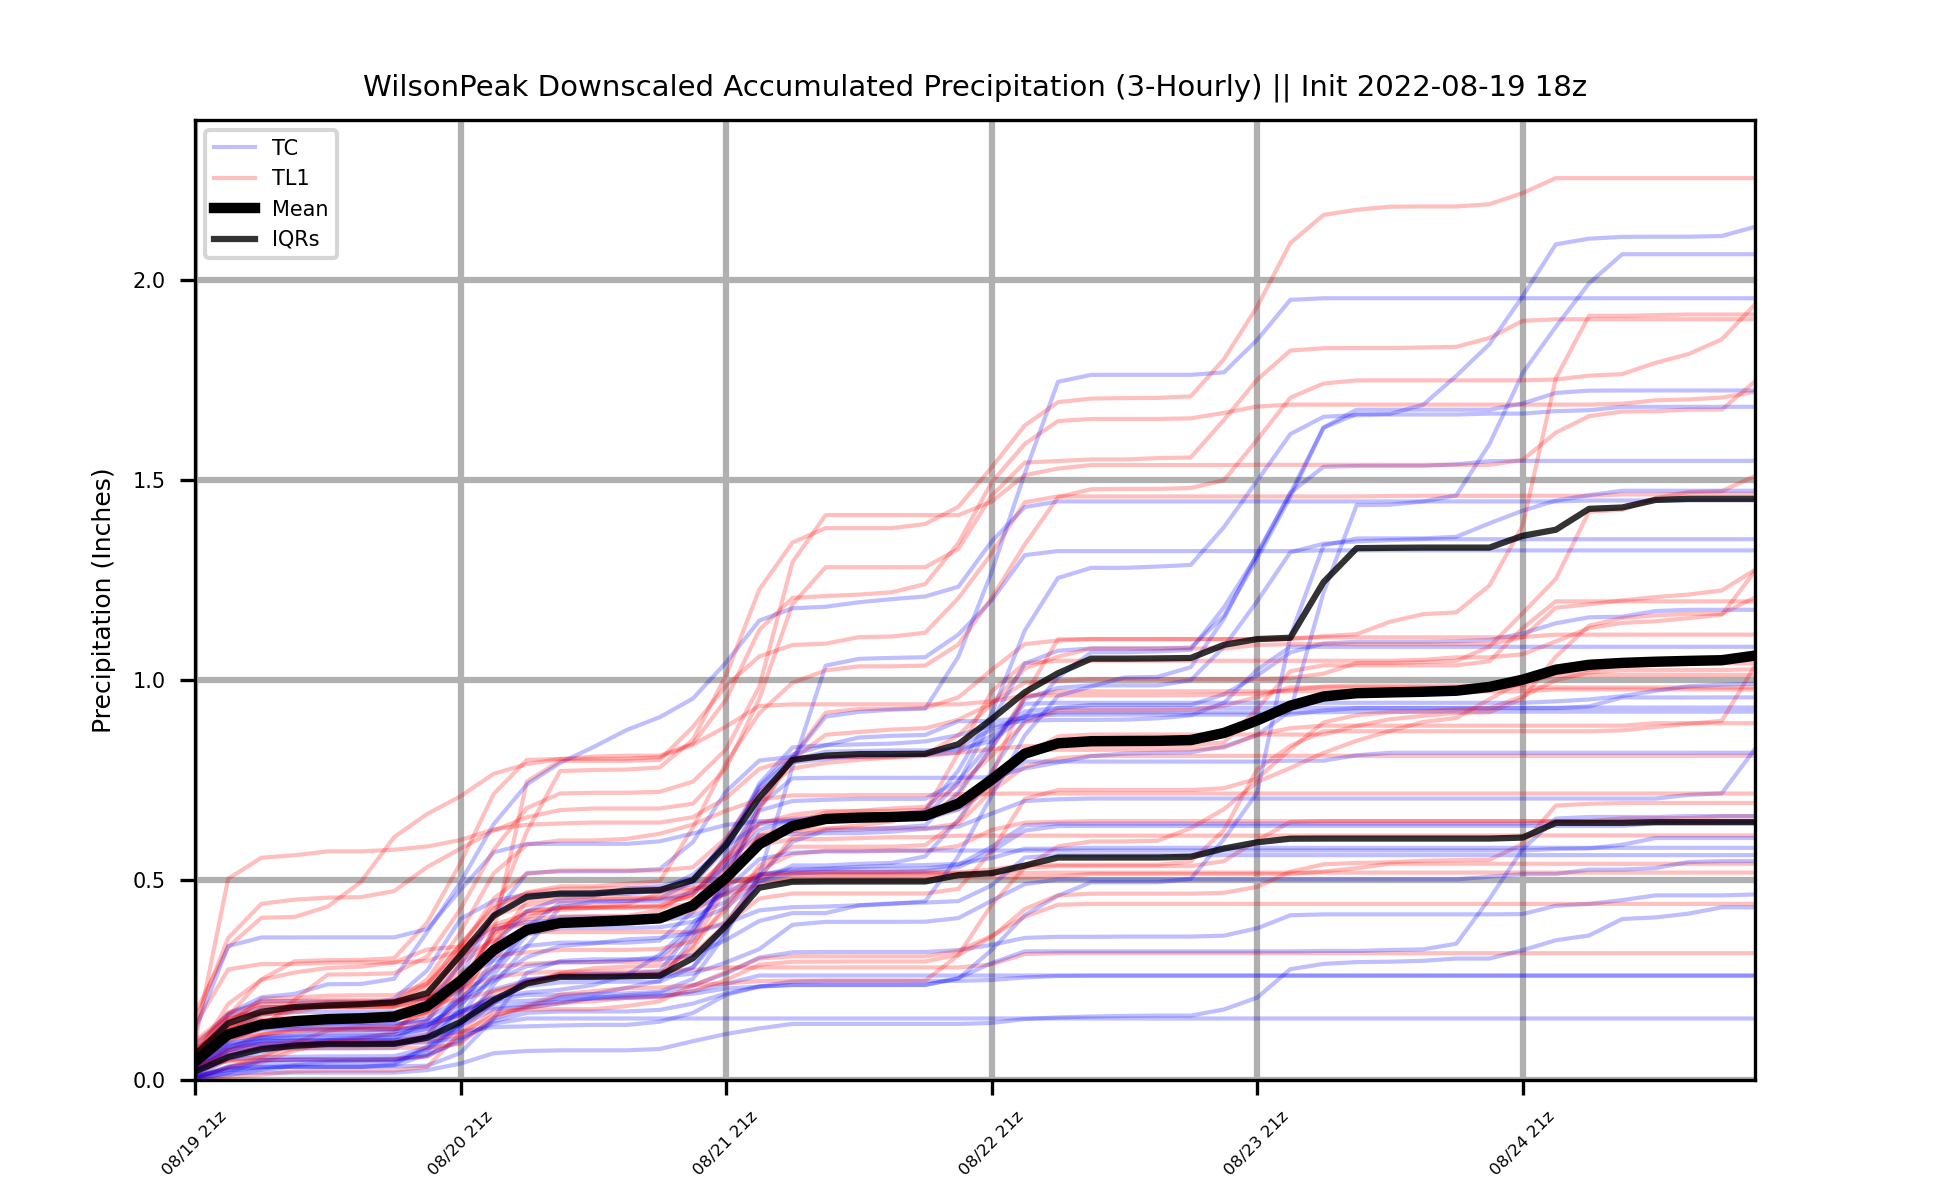 WilsonPeak Downscaled Accumulated Precipitation (3-Hourly) || Init 2022-08-19 18z
TC
TL1
Mean
IQRs
Precipitation (Inches)
2.0
1.5
1.0
0.5
0.0
08/19 21z
08/20 21z
08/21 21z
08/22 21z
08/23 21z
08/24 21z